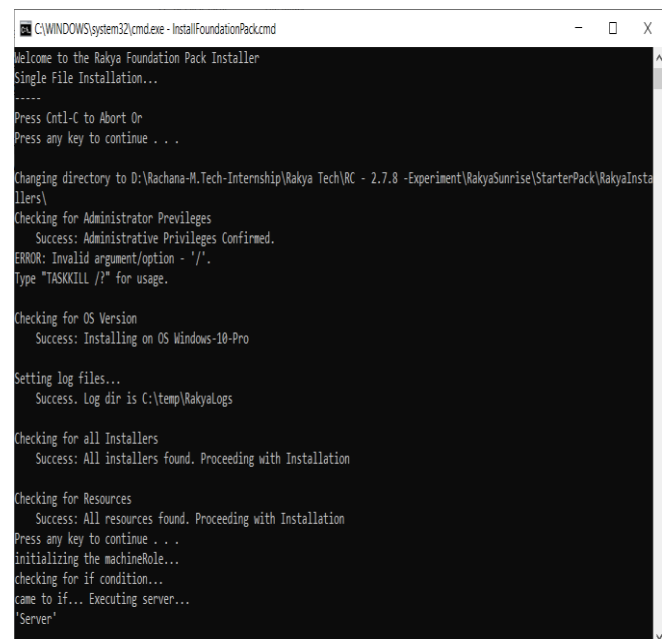 C:\WINDOWS\system32\cmd.exe - InstallFoundationPack.cmd
Welcome to the Rakya Foundation Pack Installer
Single File Installation...
-----
Press Cntl-C to Abort Or
Press any key to continue . . .
Changing directory to D:\Rachana-M.Tech-Internship\Rakya Tech\RC - 2.7.8 -Experiment\RakyaSunrise\StarterPack\RakyaInsta
llers\
Checking for Administrator Previleges
Success: Administrative Privileges Confirmed.
ERROR: Invalid argument/option - '/'.
Type "TASKKILL /?" for usage.
Checking for OS Version
Success: Installing on OS Windows-10-Pro
Setting log files...
Success. Log dir is C:\temp\RakyaLogs
Checking for all Installers
Success: All installers found. Proceeding with Installation
Checking for Resources
Success: All resources found. Proceeding with Installation
Press any key to continue . . .
initializing the machineRole...
checking for if condition...
came to if... Executing server...
'Server'